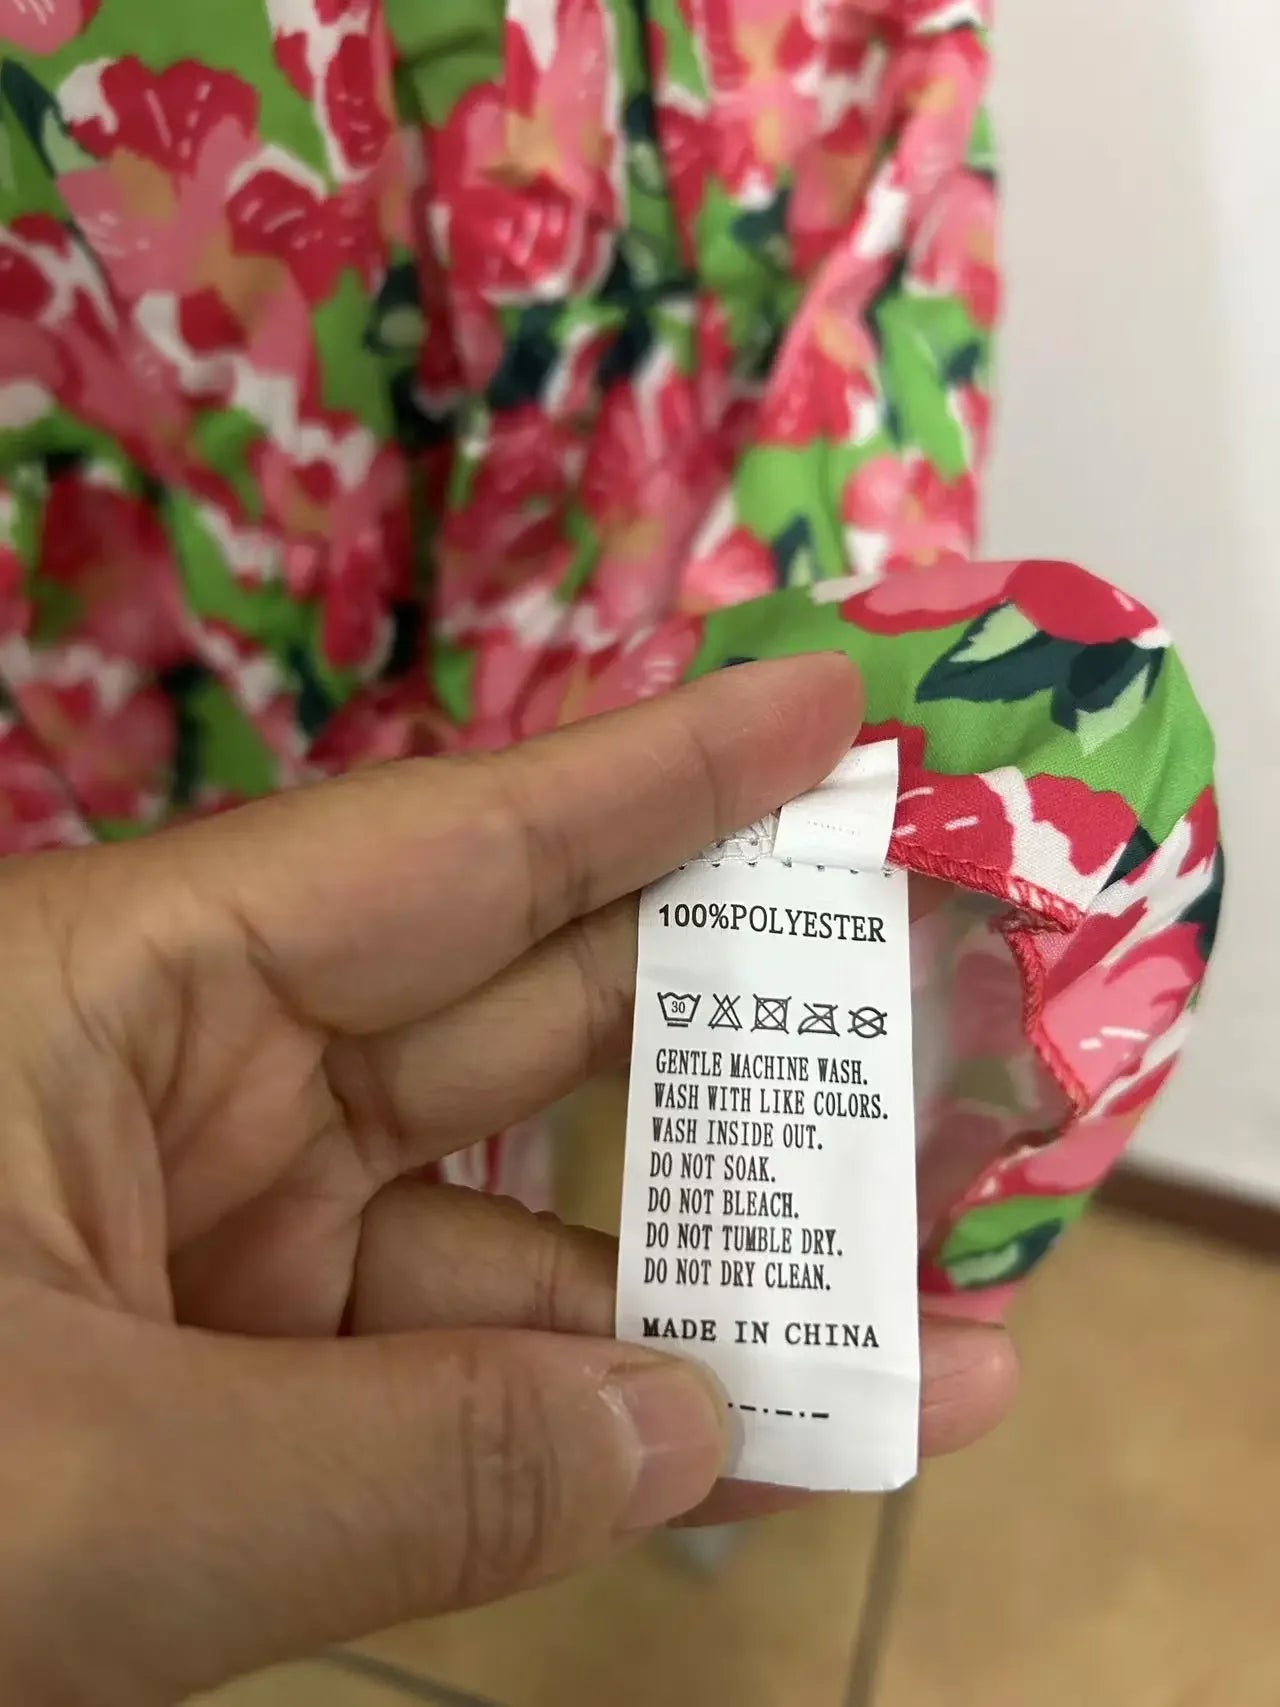 100%POLYESTER
30
GENTLE MACHINE WASH.
WASH WITH LIKE COLORS.
WASH INSIDE OUT.
DO NOT SOAK.
DO NOT BLEACH.
DO NOT TUMBLE DRY.
DO NOT DRY CLEAN.
MADE IN CHINA